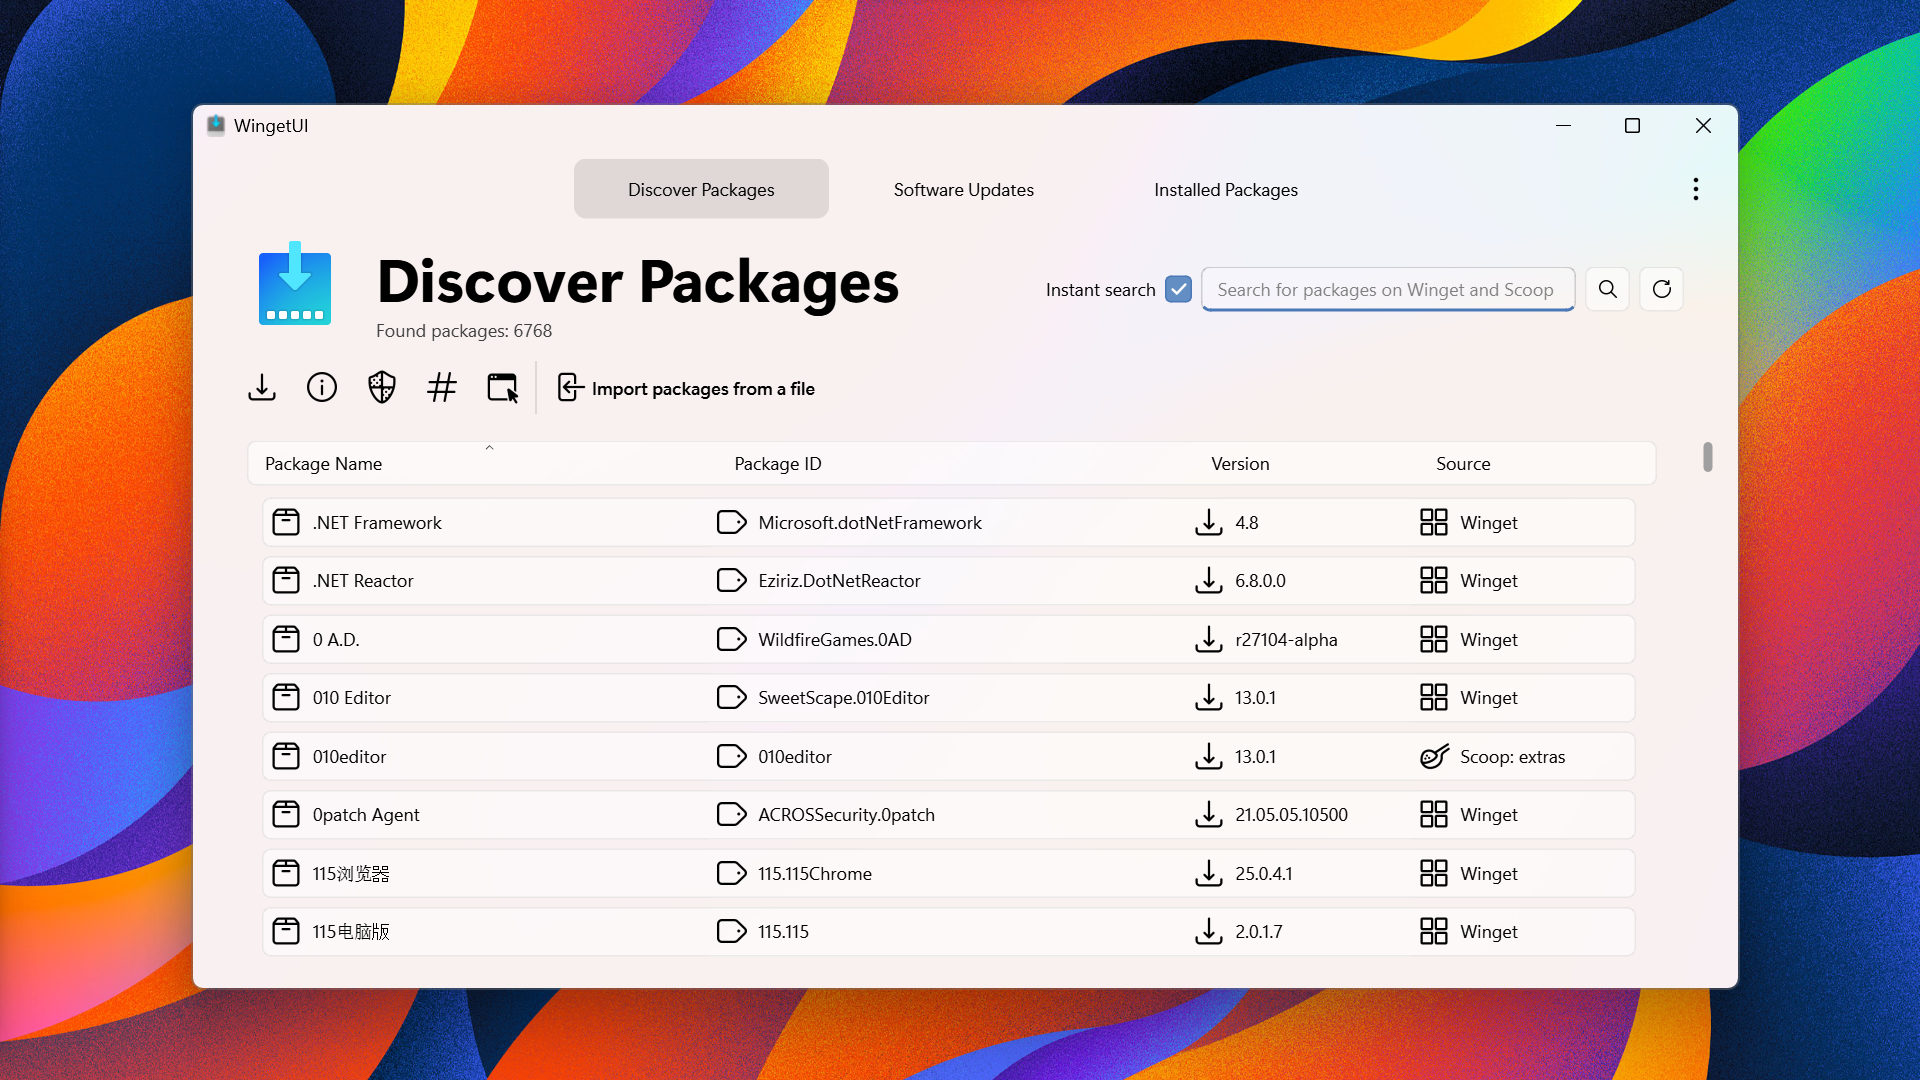 WingetUI
Discover Packages
Software Updates
Installed Packages
Discover Packages
Found packages: 6768
Instant search
Search for packages on Winget and Scoop
Import packages from a file
Package Name Package ID Version Source
.NET Framework Microsoft.dotNetFramework 4.8 Winget
.NET Reactor Eziriz.DotNetReactor 6.8.0.0 Winget
0 A.D. WildfireGames.0AD r27104-alpha Winget
010 Editor SweetScape.010Editor 13.0.1 Winget
010editor 010editor 13.0.1 Scoop: extras
0patch Agent ACROSSecurity.0patch 21.05.05.10500 Winget
115浏览器 115.115Chrome 25.0.4.1 Winget
115电脑版 115.115 2.0.1.7 Winget